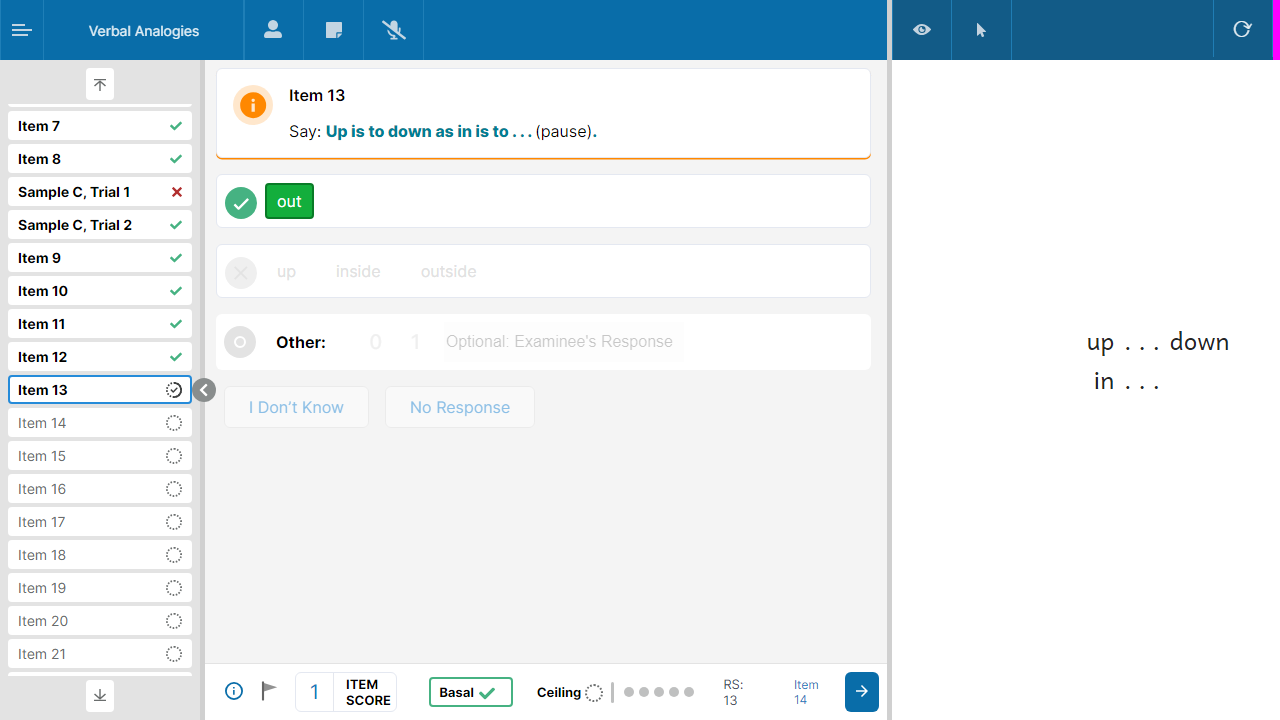 Verbal Analogies
Item 7
Item 8
Sample C, Trial 1
Sample C, Trial 2
Item 9
Item 10
Item 11
Item 12
Item 13
Item 14
Item 15
Item 16
Item 17
Item 18
Item 19
Item 20
Item 21
Item 13
Say: Up is to down as in is to . . . (pause).
out
up inside outside
Other: 0 1 Optional: Examinee's Response
I Don't Know No Response
1 ITEM SCORE
Basal
Ceiling
RS: 13
Item 14
up . . . down
in . . .